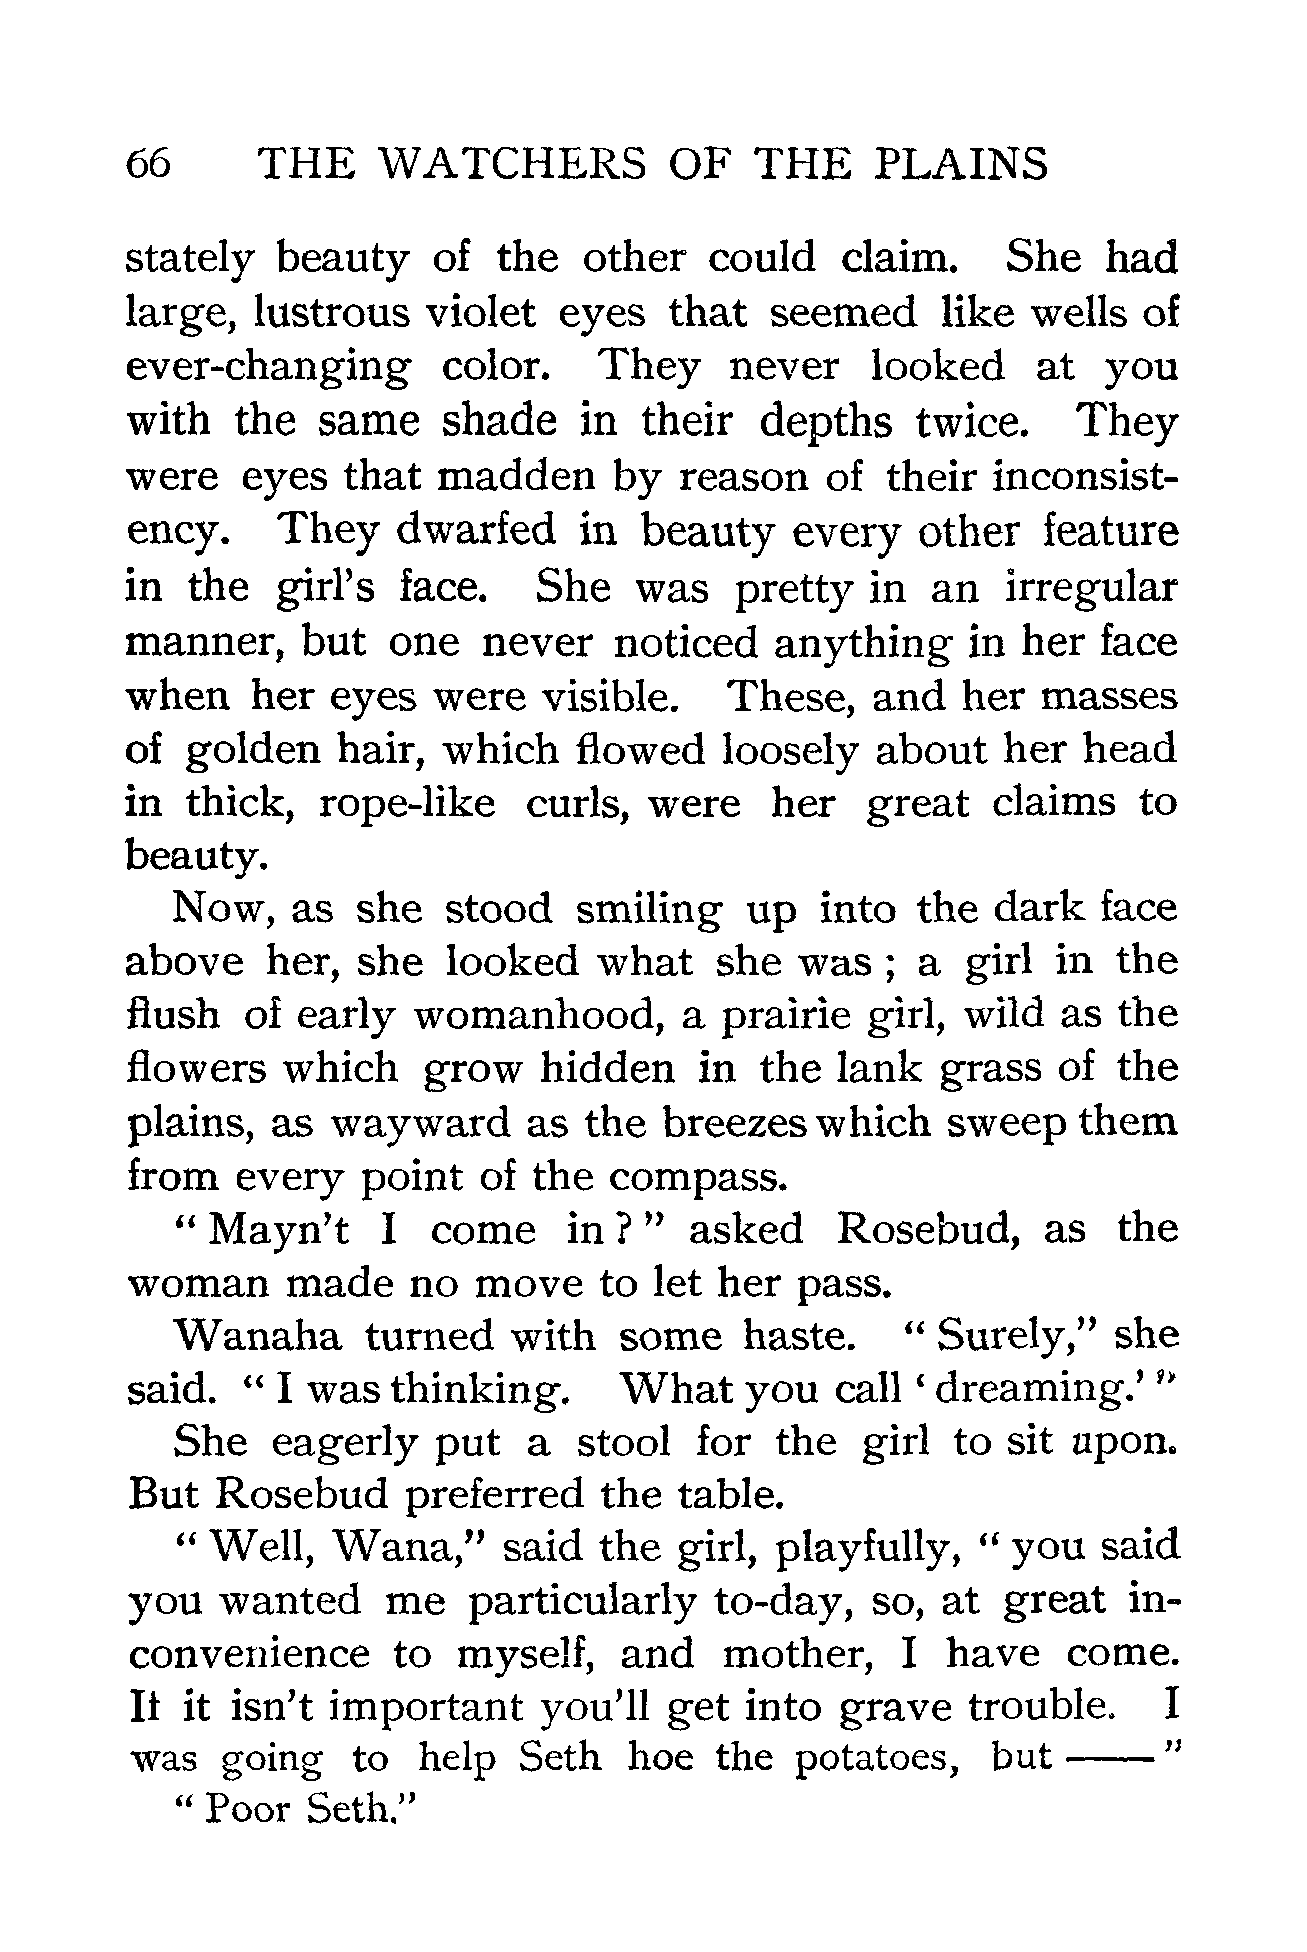 66 THE WATCHERS OF THE PLAINS
stately beauty of the other could claim. She had
large, lustrous violet eyes that seemed like wells of
ever-changing color. They never looked at you
with the same shade in their depths twice. They
were eyes that madden by reason of their inconsist-
ency. They dwarfed in beauty every other feature
in the girl's face. She was pretty in an irregular
manner, but one never noticed anything in her face
when her eyes were visible. These, and her masses
of golden hair, which flowed loosely about her head
in thick, rope-like curls, were her great claims to
beauty.
Now, as she stood smiling up into the dark face
above her, she looked what she was ; a girl in the
flush of early womanhood, a prairie girl, wild as the
flowers which grow hidden in the lank grass of the
plains, as wayward as the breezes which sweep them
from every point of the compass.
" Mayn't I come in ? " asked Rosebud, as the
woman made no move to let her pass.
Wanaha turned with some haste. " Surely," she
said. " I was thinking. What you call ' dreaming.' "
She eagerly put a stool for the girl to sit upon.
But Rosebud preferred the table.
" Well, Wana," said the girl, playfully, " you said
you wanted me particularly to-day, so, at great in-
convenience to myself, and mother, I have come.
If it isn't important you'll get into grave trouble. I
was going to help Seth hoe the potatoes, but —— "
" Poor Seth."